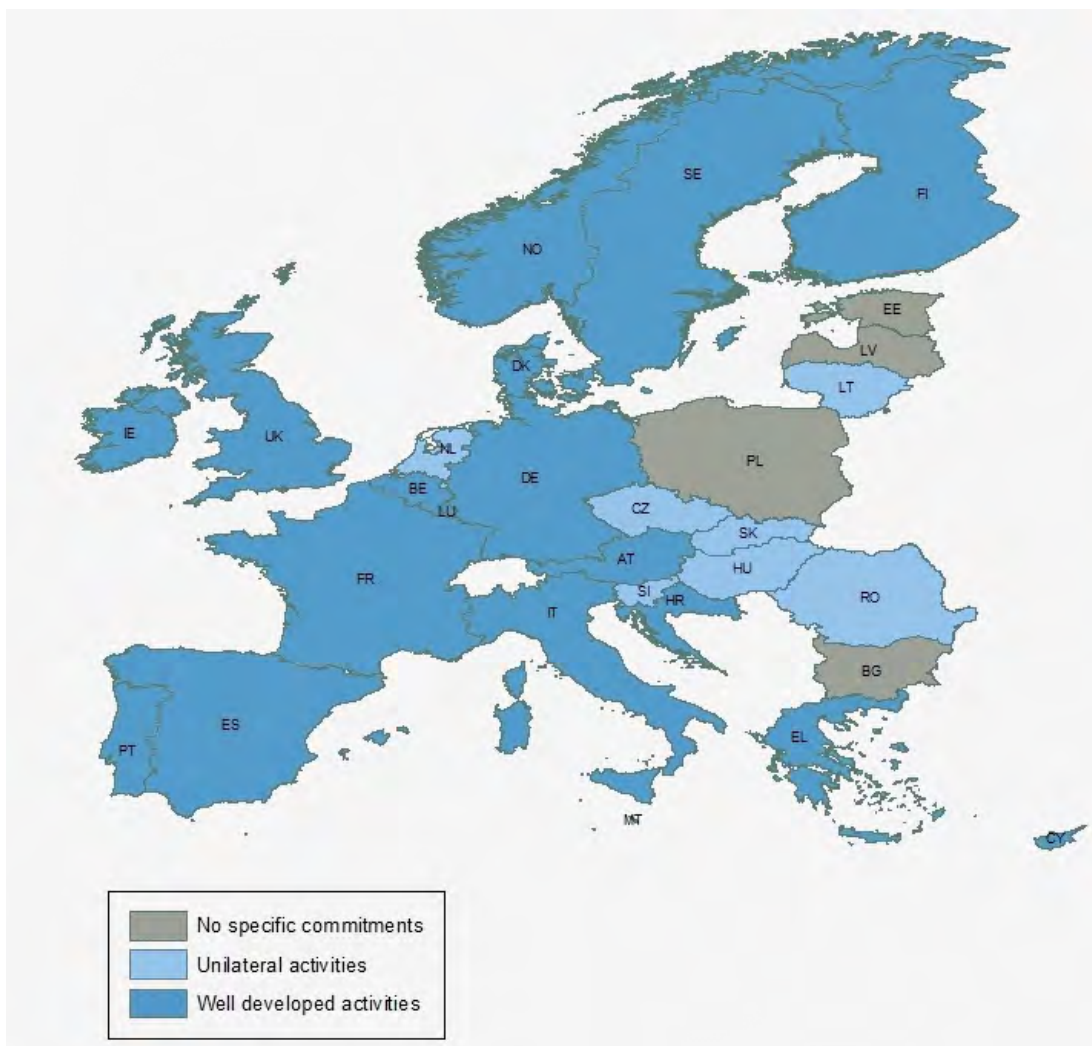 SE
FI
NO
EE
LV
DK
LT
IE
UK
NL
PL
BE
DE
LU
CZ
SK
AT
HU
FR
SI
RO
HR
IT
BG
ES
EL
PT
MT
CY
No specific commitments
Unilateral activities
Well developed activities